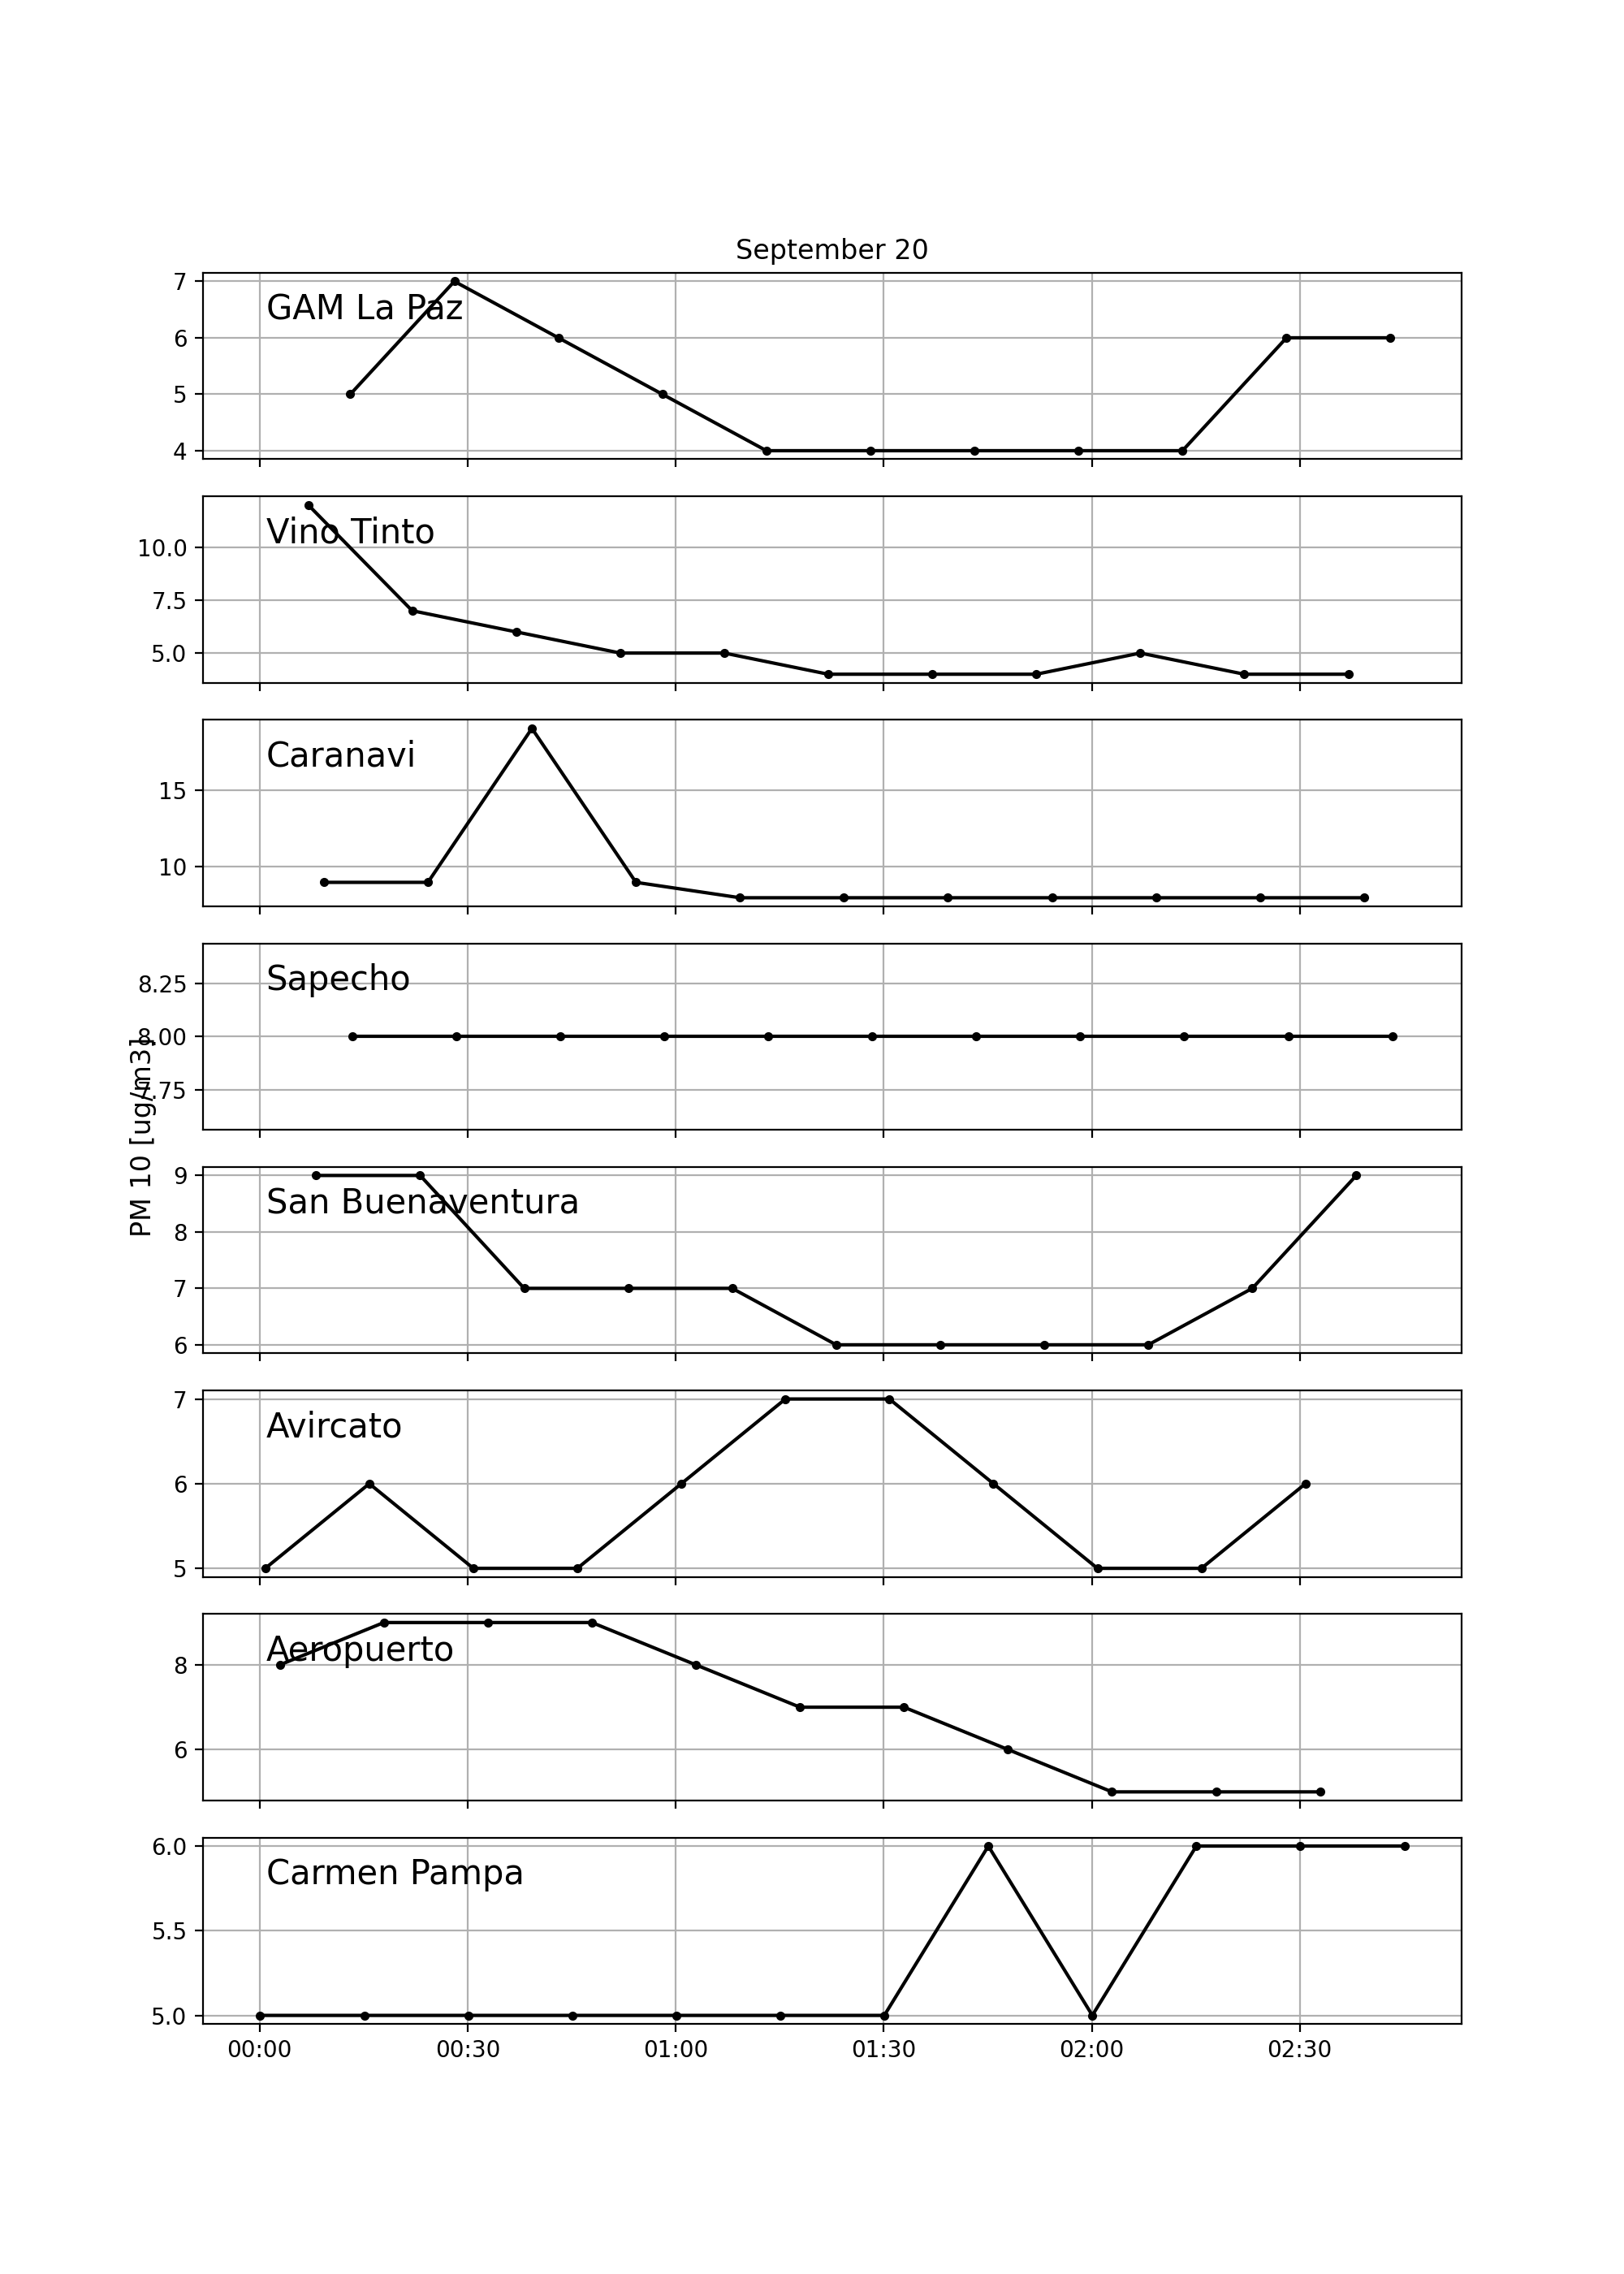 September 20
7
GAM La Paz
6
5
4
Vino Tinto
10.0
7.5
5.0
Caranavi
15
10
Sapecho
8.25
8.00
7.75
PM 10 [ug/m3]
9
San Buenaventura
8
7
6
7
Avircato
6
5
Aeropuerto
8
6
6.0
Carmen Pampa
5.5
5.0
00:00 00:30 01:00 01:30 02:00 02:30